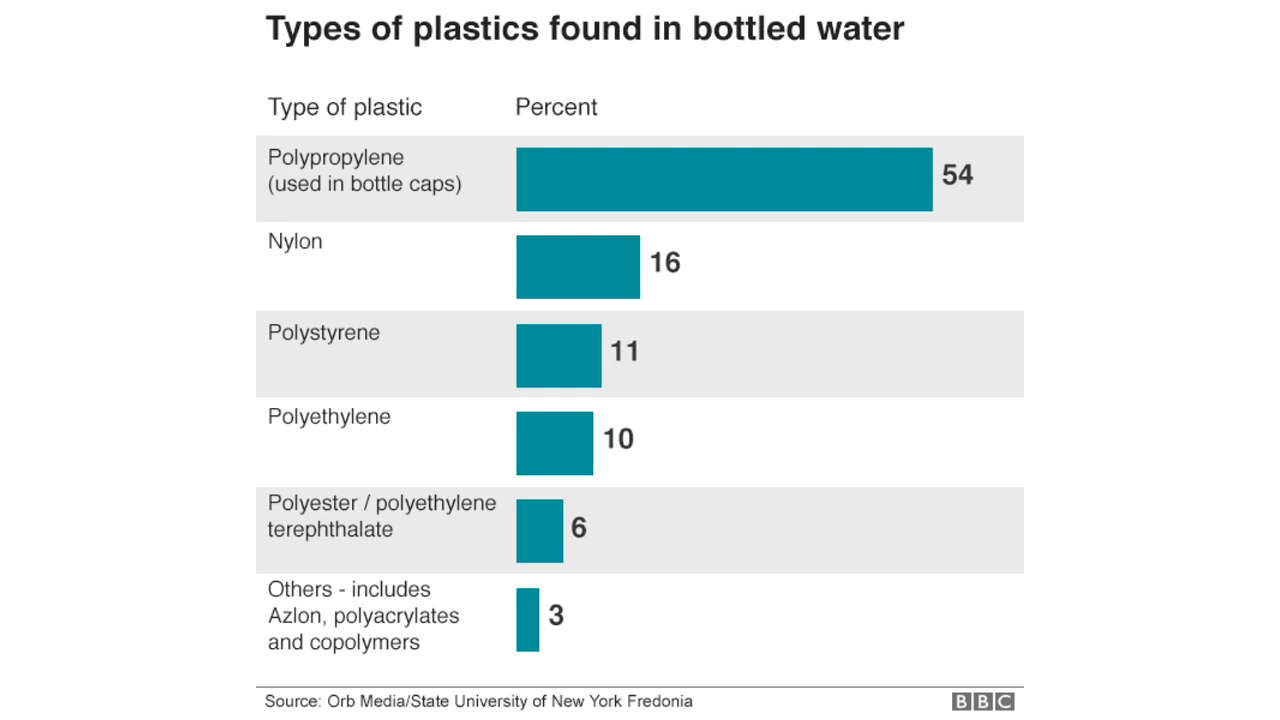 Types of plastics found in bottled water
Type of plastic Percent
Polypropylene
(used in bottle caps)
54
Nylon
16
Polystyrene
11
Polyethylene
10
Polyester / polyethylene
terephthalate
6
Others - includes
Azlon, polyacrylates
and copolymers
3
Source: Orb Media/State University of New York Fredonia
BBC